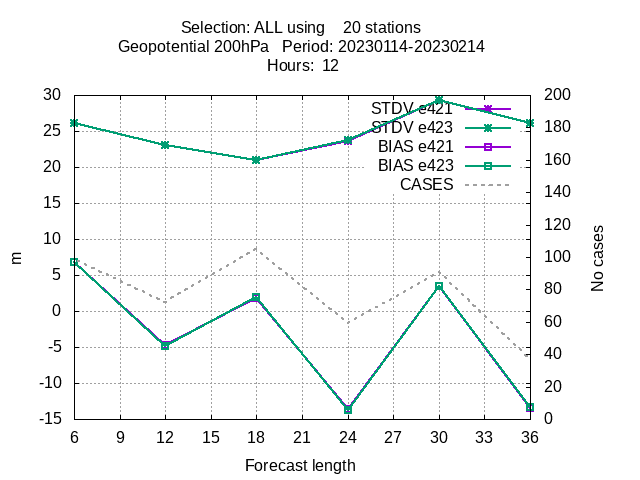 Selection: ALL using    20 stations
Geopotential 200hPa   Period: 20230114-20230214
Hours:  12
30 200
25 180
20 160
15 140
10 120
5 100
0 80
-5 60
-10 40
-15 20
0
STDV e421
STDV e423
BIAS e421
BIAS e423
CASES
m
No cases
6 9 12 15 18 21 24 27 30 33 36
Forecast length